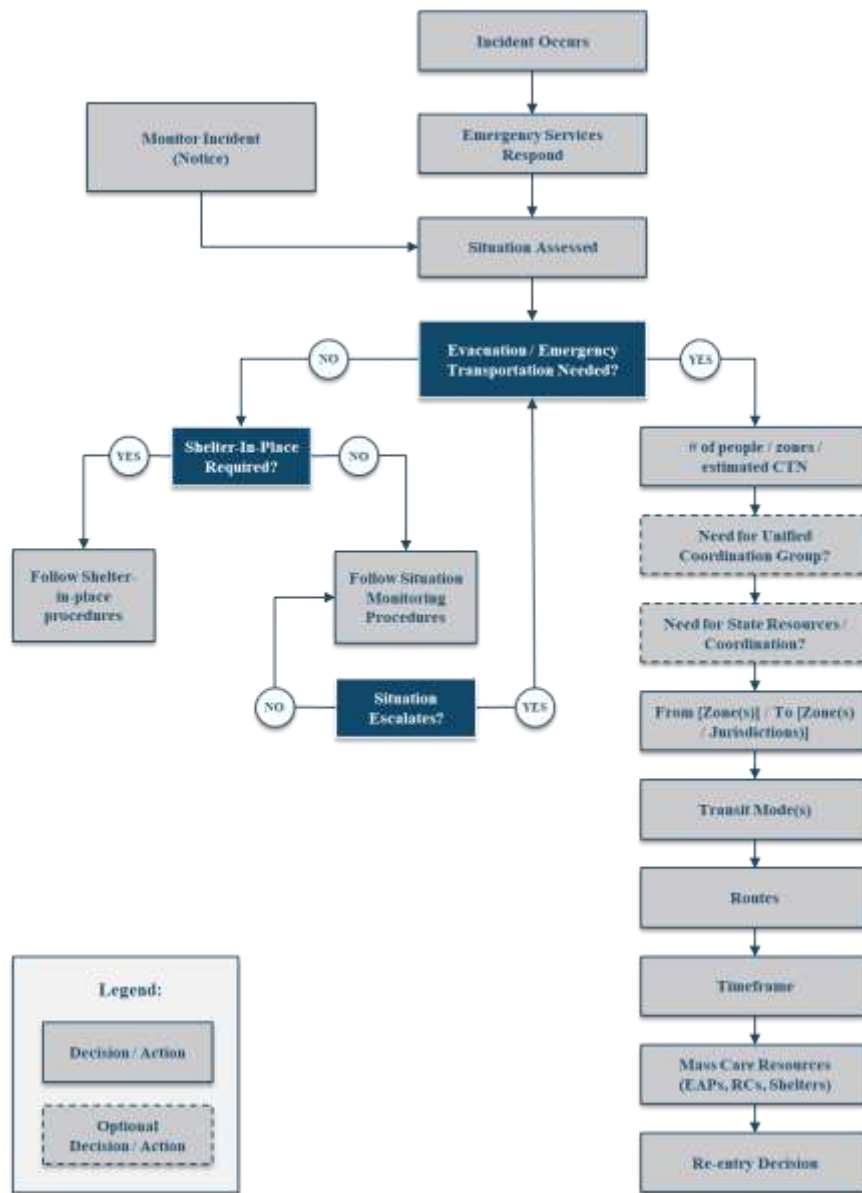 Incident Occurs
Monitor Incident
(Notice)
Emergency Services
Respond
Situation Assessed
Evacuation / Emergency
Transportation Needed?
NO
YES
Shelter-In-Place
Required?
YES
NO
# of people / zones /
estimated CTN
Need for Unified
Coordination Group?
Follow Shelter-
in-place
procedures
Follow Situation
Monitoring
Procedures
Need for State Resources /
Coordination?
Situation
Escalates?
NO
YES
From [Zone(s)] / To [Zone(s)
/ Jurisdictions)]
Transit Mode(s)
Routes
Timeframe
Mass Care Resources
(EAPs, RCs, Shelters)
Re-entry Decision
Legend:
Decision / Action
Optional
Decision / Action